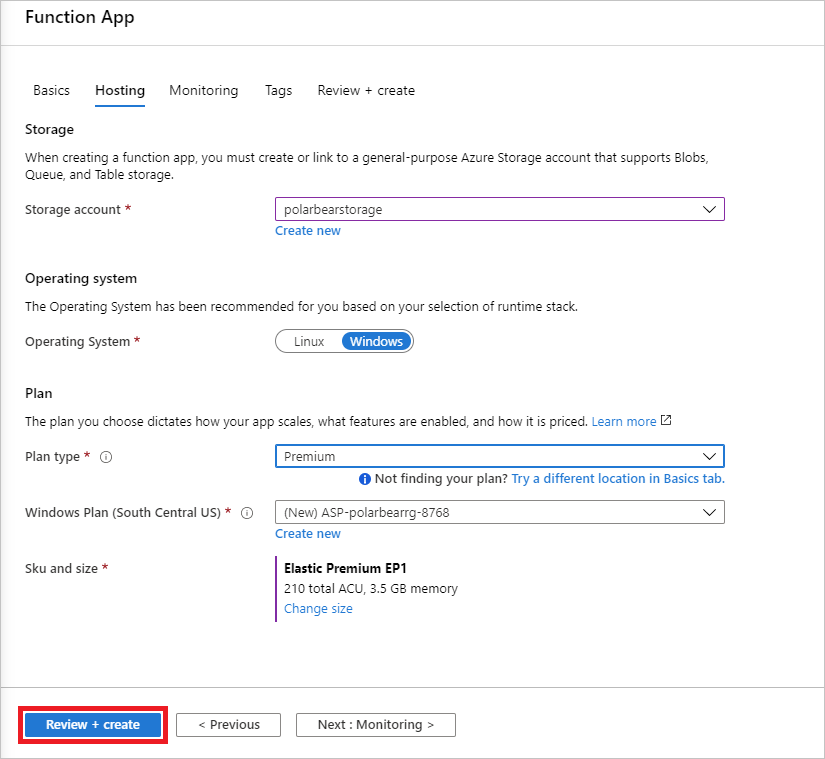 Function App
Basics Hosting Monitoring Tags Review + create
Storage
When creating a function app, you must create or link to a general-purpose Azure Storage account that supports Blobs,
Queue, and Table storage.
Storage account * polarbearstorage
Create new
Operating system
The Operating System has been recommended for you based on your selection of runtime stack.
Operating System * Linux Windows
Plan
The plan you choose dictates how your app scales, what features are enabled, and how it is priced. Learn more
Plan type * Premium
Not finding your plan? Try a different location in Basics tab.
Windows Plan (South Central US) * (New) ASP-polarbearrg-8768
Create new
Sku and size * Elastic Premium EP1
210 total ACU, 3.5 GB memory
Change size
Review + create < Previous Next : Monitoring >